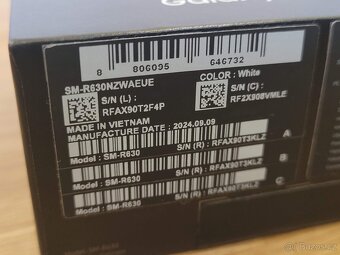 8 806095 646732
SM-R630NZWAEUE
COLOR : White
S/N (L) :
RFAX90T2F4P
S/N (C) :
RF2X908VMLE
MADE IN VIETNAM
MANUFACTURE DATE : 2024.09.09
Model: SM-R630 S/N (R) : RFAX90T3KLZ A
Model: SM-R630 S/N (R) : RFAX90T3KLZ B
Model: SM-R630 S/N (R) : RFAX90T3KLZ C